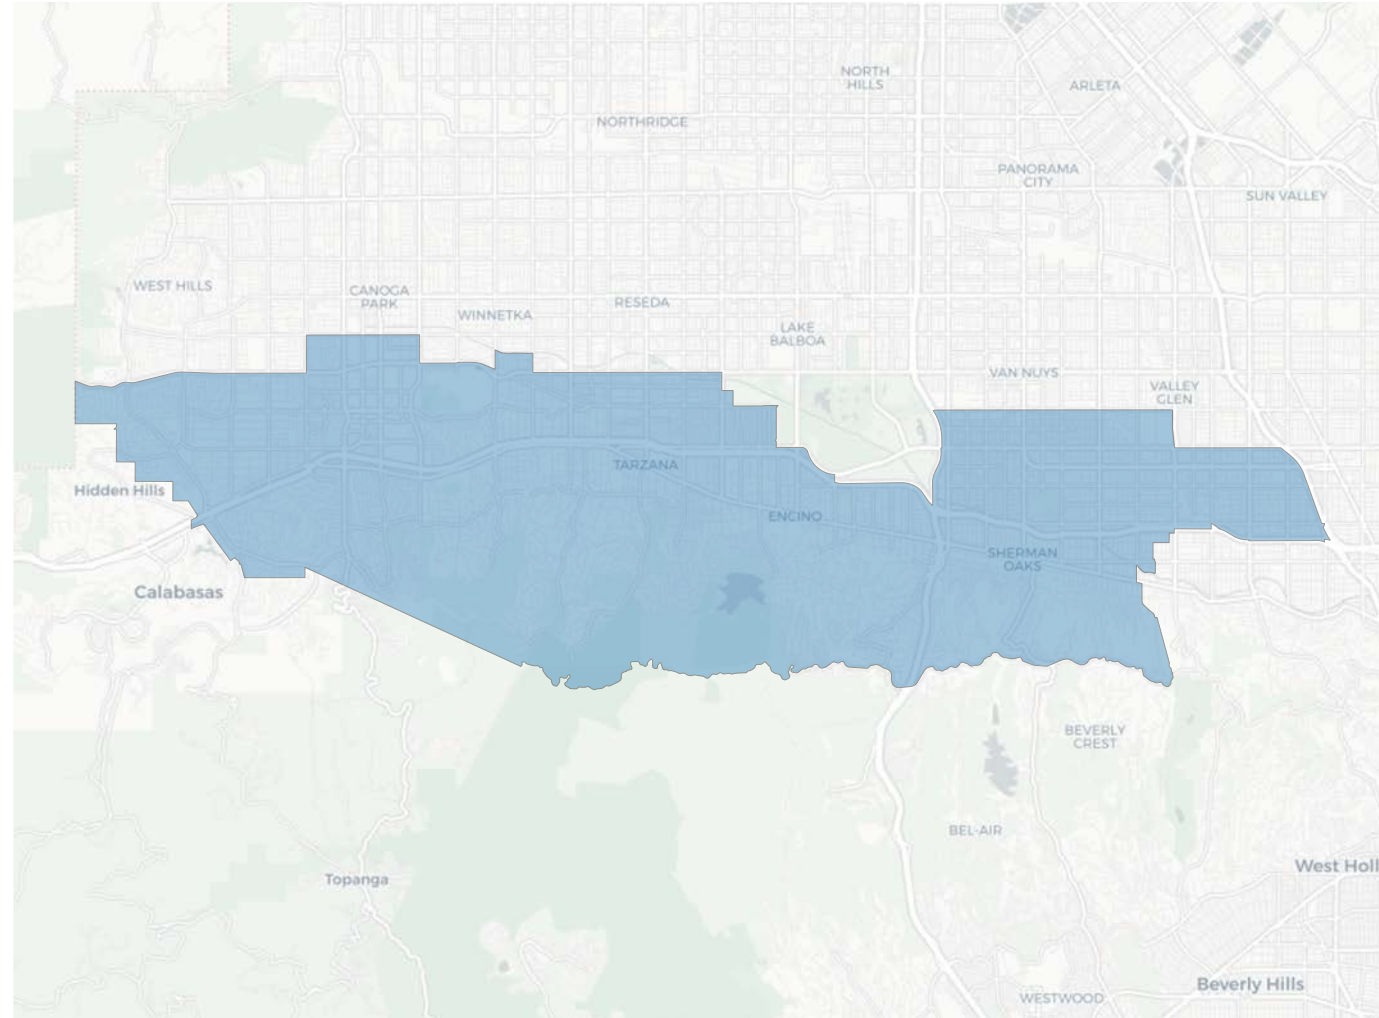 NORTH
HILLS
ARLETA
NORTHRIDGE
PANORAMA
CITY
SUN VALLEY
WEST HILLS
CANOGA
PARK
WINNETKA
RESEDA
LAKE
BALBOA
VAN NUYS
VALLEY
GLEN
TARZANA
Hidden Hills
ENCINO
SHERMAN
OAKS
Calabasas
BEVERLY
CREST
BEL-AIR
West Holl
Topanga
Beverly Hills
WESTWOOD